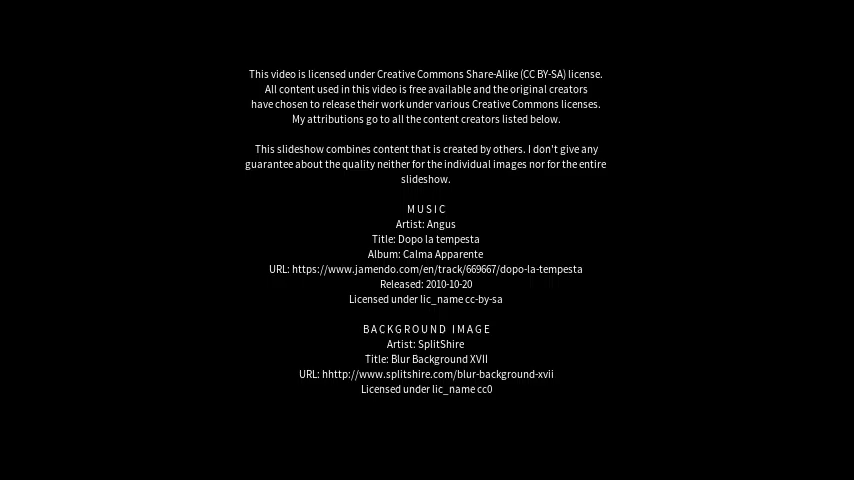 This video is licensed under Creative Commons Share-Alike (CC BY-SA) license.
All content used in this video is free available and the original creators
have chosen to release their work under various Creative Commons licenses.
My attributions go to all the content creators listed below.
This slideshow combines content that is created by others. I don't give any
guarantee about the quality neither for the individual images nor for the entire
slideshow.
M U S I C
Artist: Angus
Title: Dopo la tempesta
Album: Calma Apparente
URL: https://www.jamendo.com/en/track/669667/dopo-la-tempesta
Released: 2010-10-20
Licensed under lic_name cc-by-sa
B A C K G R O U N D   I M A G E
Artist: SplitShire
Title: Blur Background XVII
URL: hhttp://www.splitshire.com/blur-background-xvii
Licensed under lic_name cc0